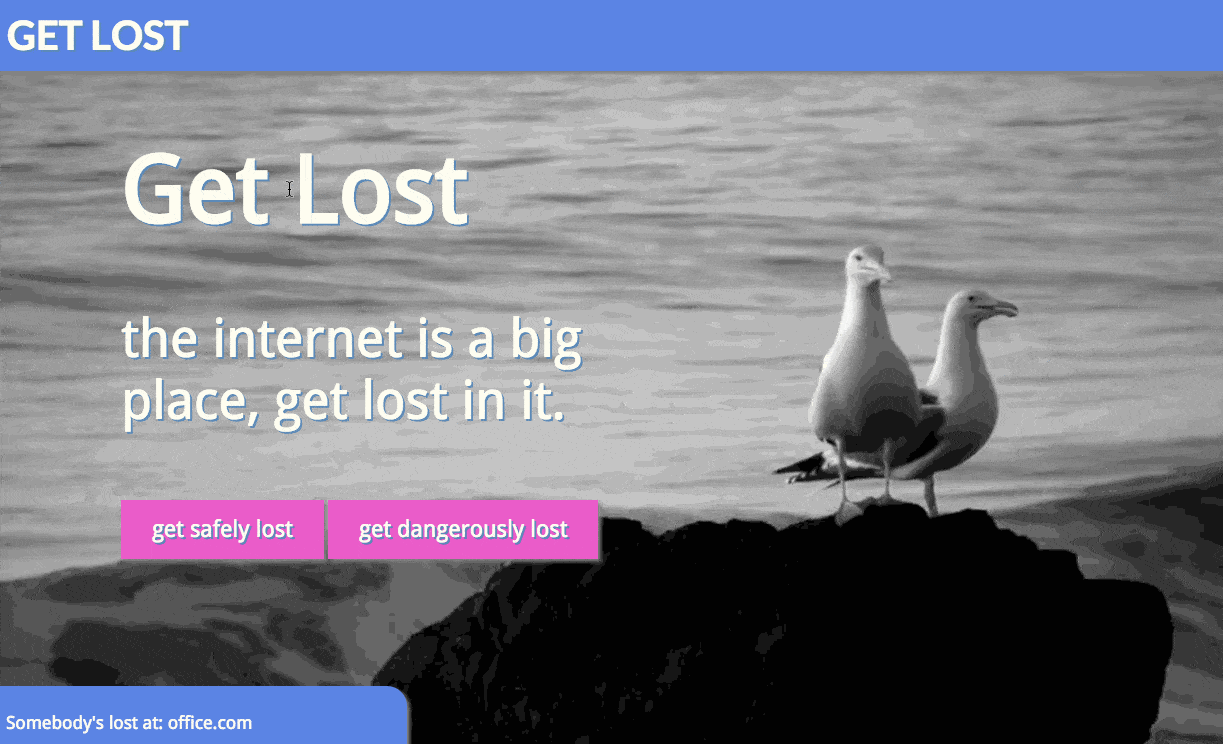 GET LOST
Get Lost
the internet is a big
place, get lost in it.
get safely lost
get dangerously lost
Somebody's lost at: office.com